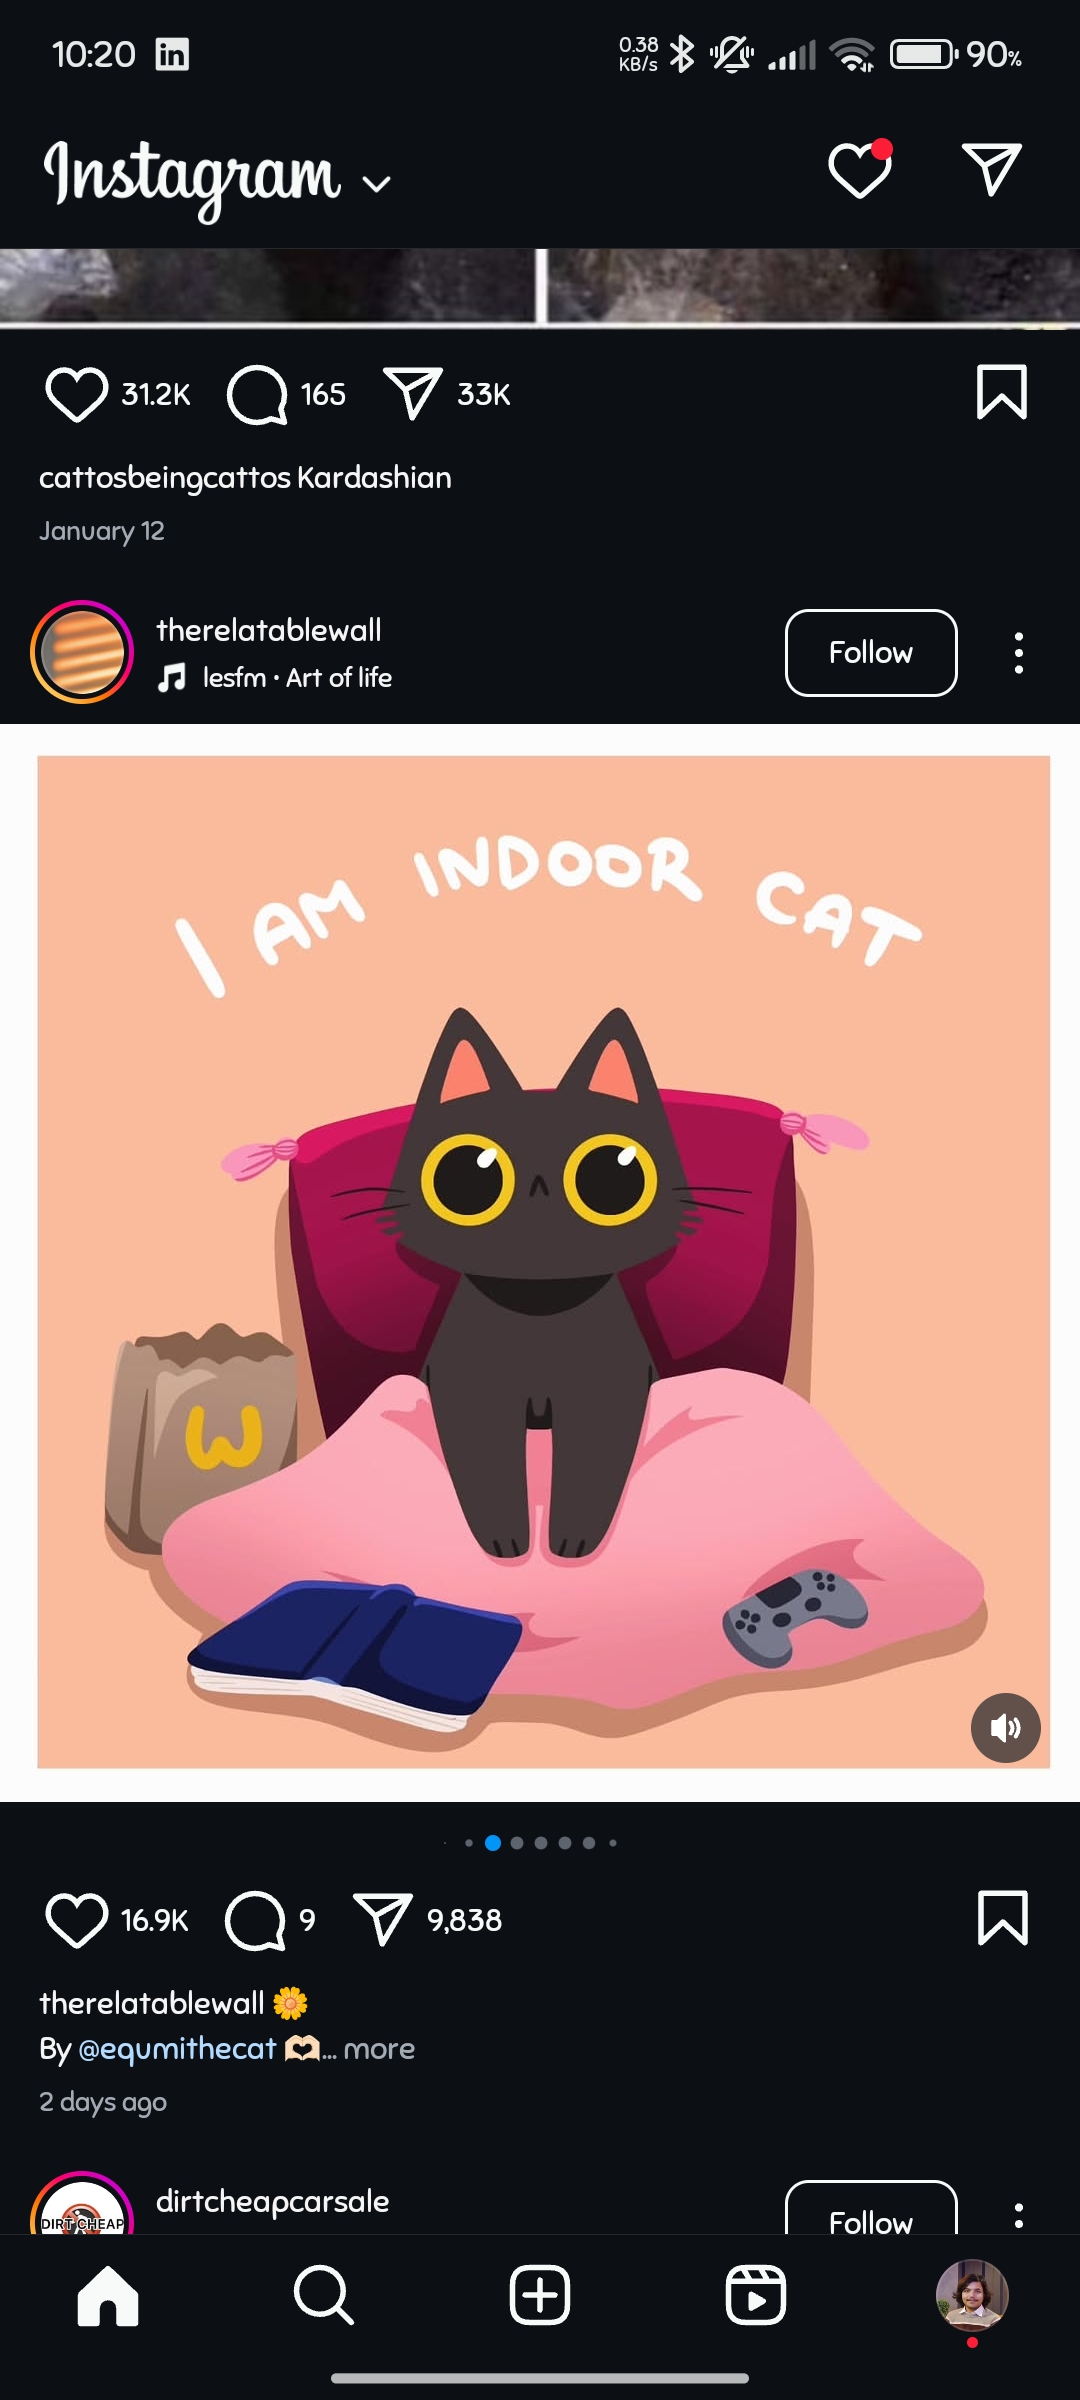 10:20 in 0.38 KB/s 90%
Instagram
31.2K 165 33K
cattosbeingcattos Kardashian
January 12
therelatablewall
lesfm • Art of life
Follow
I AM INDOOR CAT
W
16.9K 9 9,838
therelatablewall 🌼
By @equmithecat 🫶🏻... more
2 days ago
dirtcheapcarsale
DIRT CHEAP
Follow